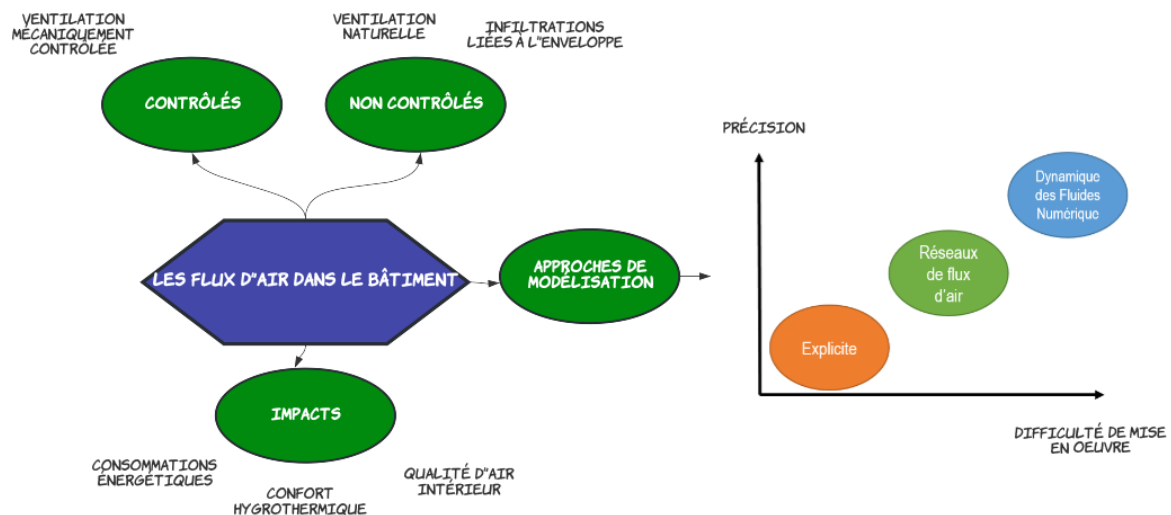 VENTILATION
MÉCANIQUEMENT
CONTRÔLÉE
VENTILATION
NATURELLE
INFILTRATIONS
LIÉES À L"ENVELOPPE
CONTRÔLÉS
NON CONTRÔLÉS
LES FLUX D"AIR DANS LE BÂTIMENT
APPROCHES DE
MODÉLISATION
IMPACTS
CONSOMMATIONS
ÉNERGÉTIQUES
CONFORT
HYGROTHERMIQUE
QUALITÉ D"AIR
INTÉRIEUR
PRÉCISION
Dynamique
des Fluides
Numérique
Réseaux
de flux
d'air
Explicite
DIFFICULTÉ DE MISE
EN OEUVRE